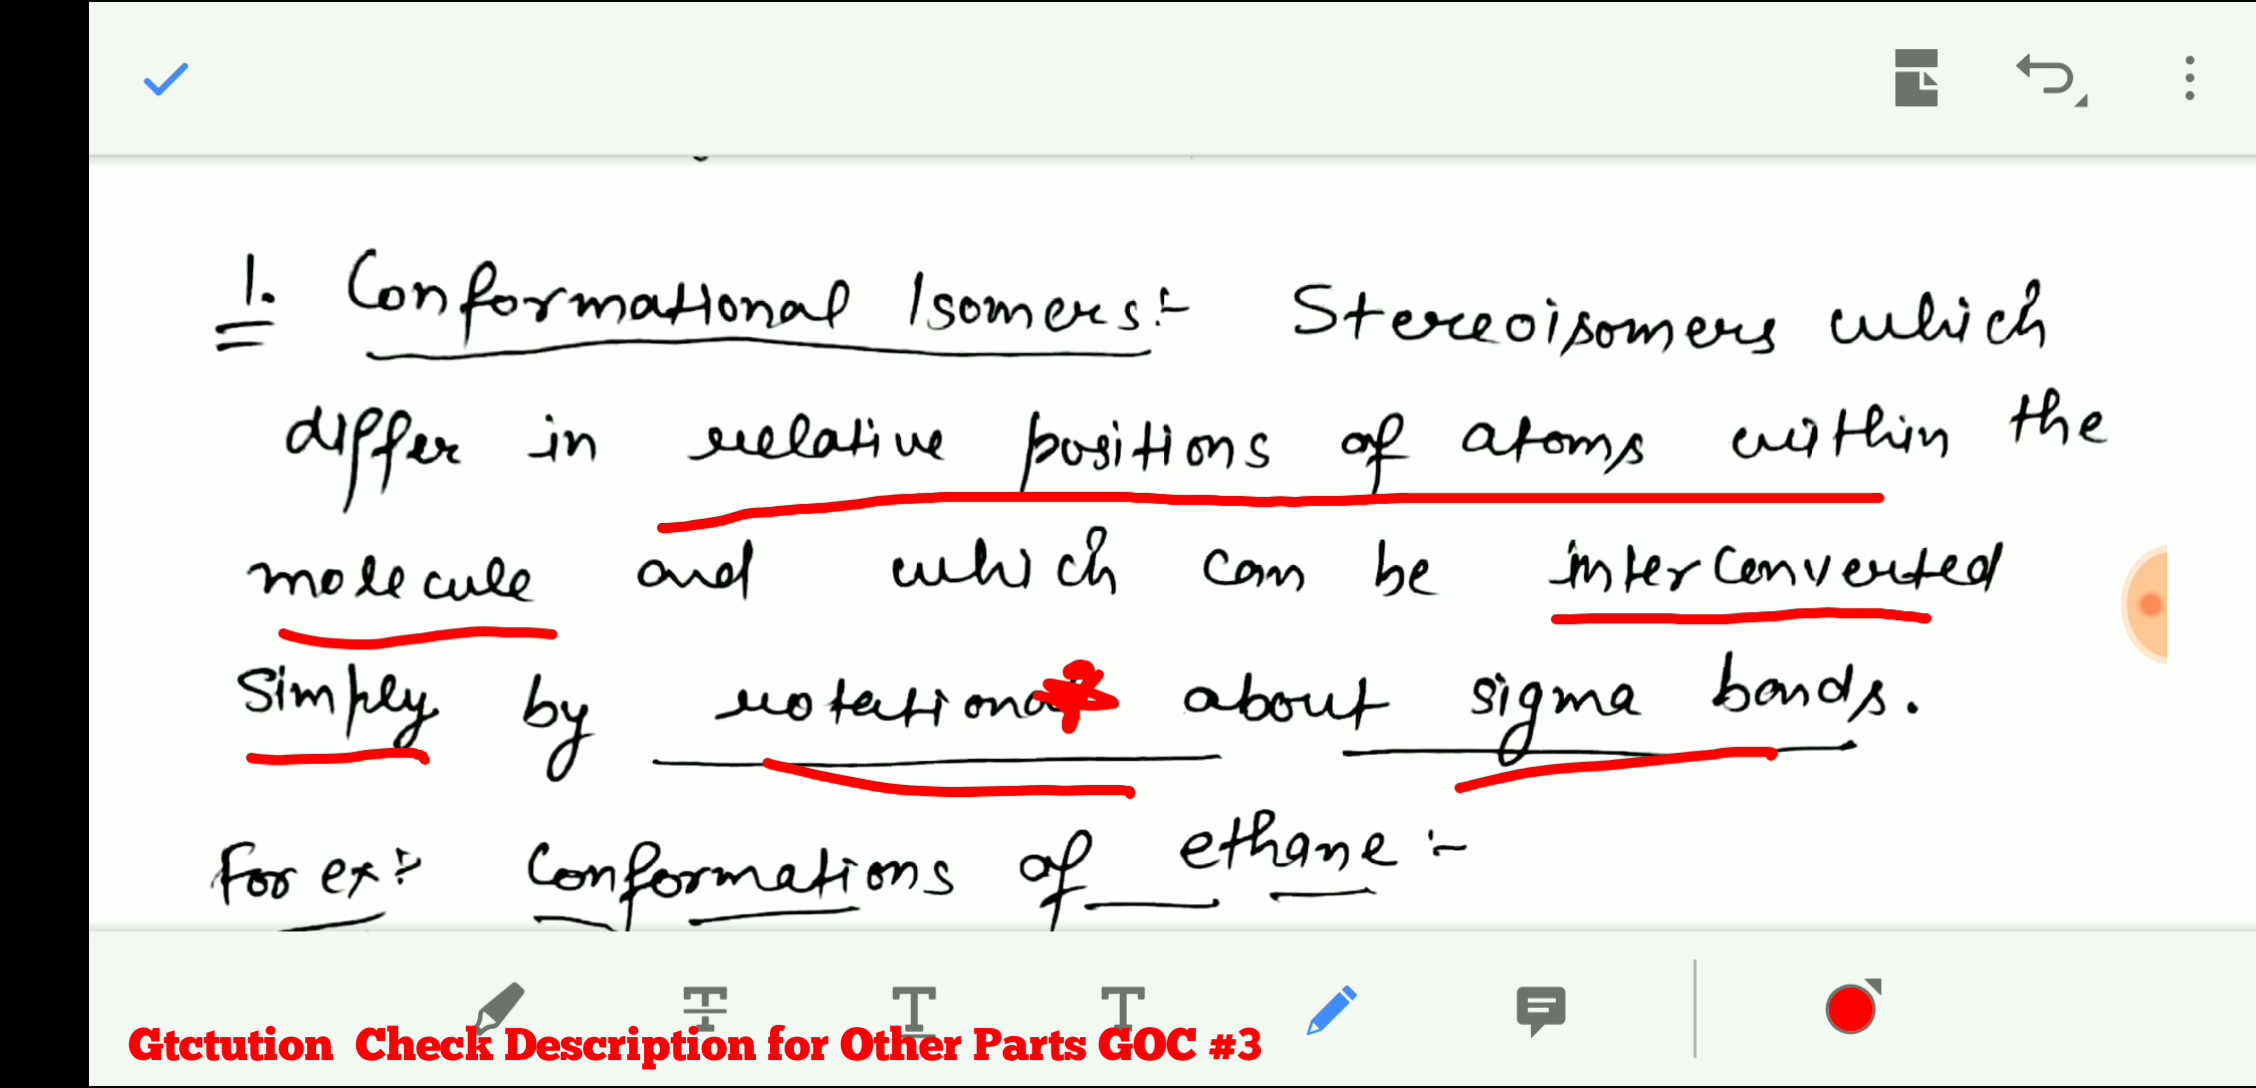 1. Conformational Isomers:- Stereoisomers which
differ in relative positions of atoms within the
molecule and which can be interconverted
Simply by rotation about sigma bonds.
For ex:- Conformations of ethane :-
Gtctution Check Description for Other Parts GOC #3